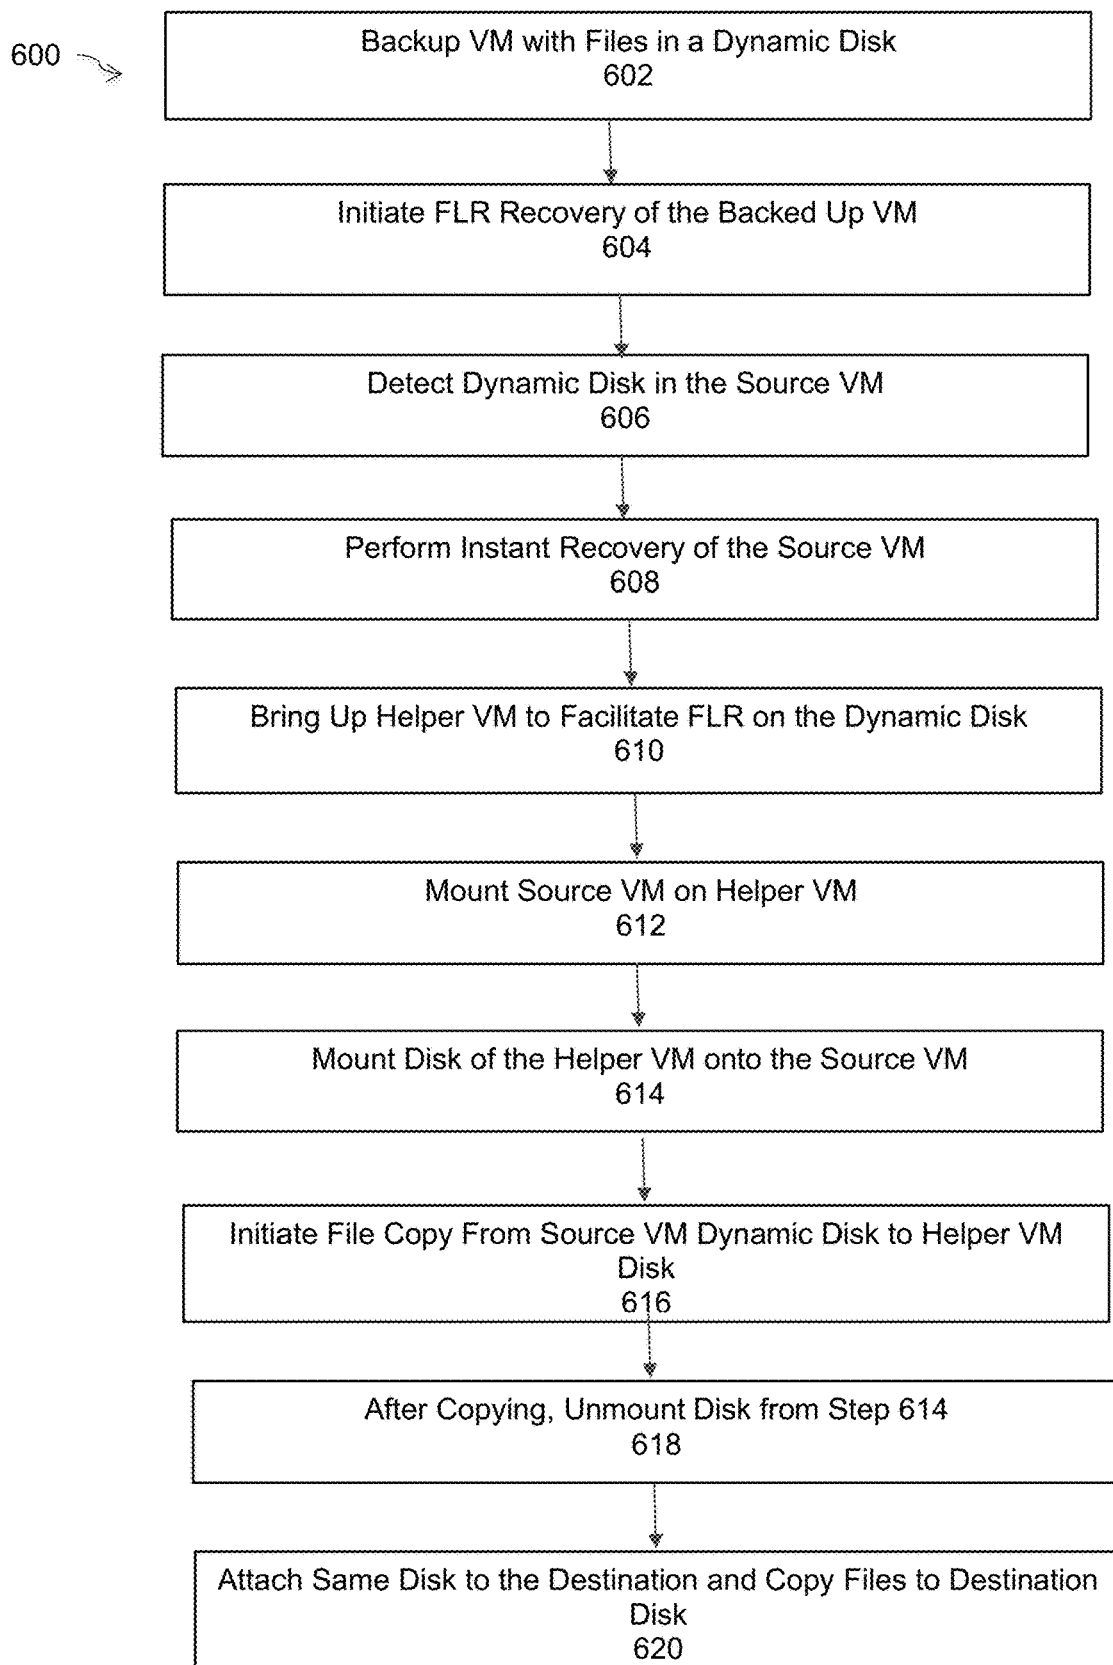 600
Backup VM with Files in a Dynamic Disk
602
Initiate FLR Recovery of the Backed Up VM
604
Detect Dynamic Disk in the Source VM
606
Perform Instant Recovery of the Source VM
608
Bring Up Helper VM to Facilitate FLR on the Dynamic Disk
610
Mount Source VM on Helper VM
612
Mount Disk of the Helper VM onto the Source VM
614
Initiate File Copy From Source VM Dynamic Disk to Helper VM
Disk
616
After Copying, Unmount Disk from Step 614
618
Attach Same Disk to the Destination and Copy Files to Destination
Disk
620